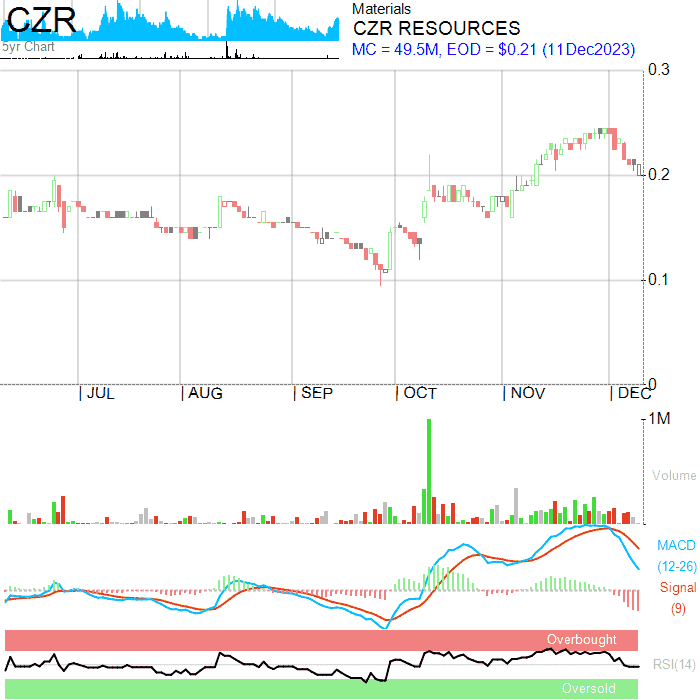 CZR
5yr Chart
Materials
CZR RESOURCES
MC = 49.5M, EOD = $0.21 (11Dec2023)
0.3
0.2
0.1
0
| JUL | AUG | SEP | OCT | NOV | DEC
1M
Volume
MACD
(12-26)
Signal
(9)
Overbought
RSI(14)
Oversold